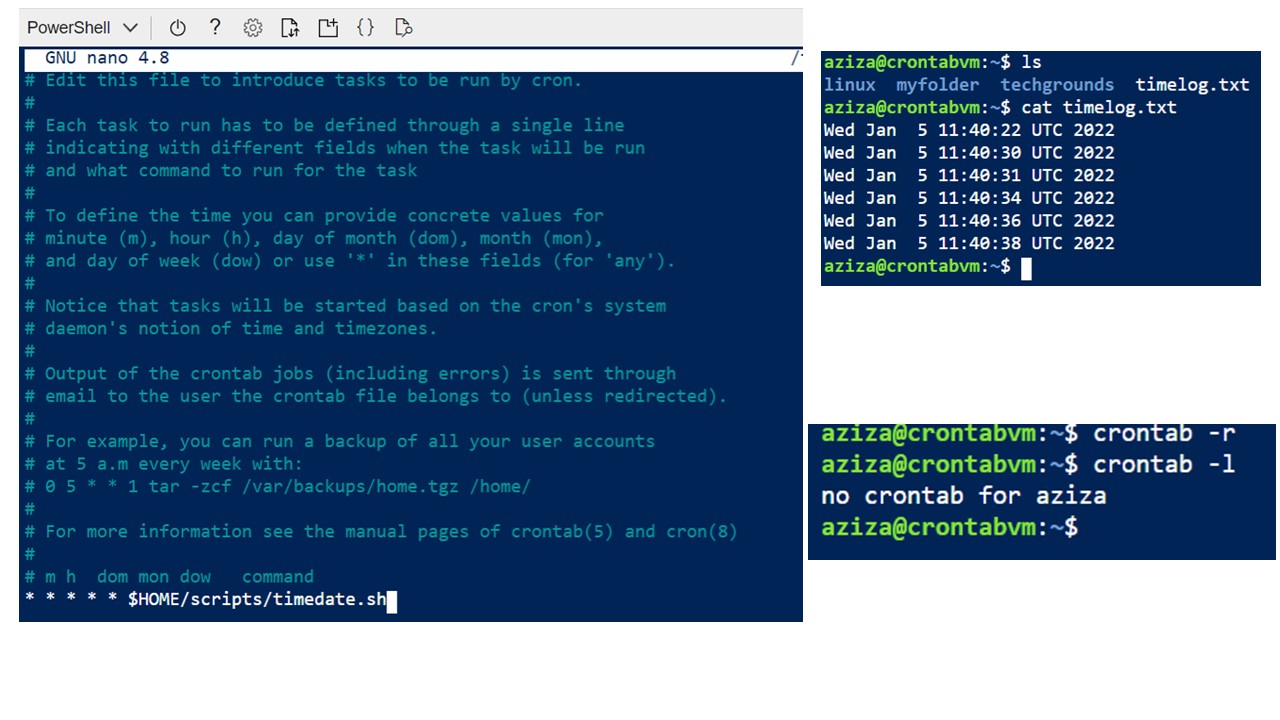 PowerShell
GNU nano 4.8
# Edit this file to introduce tasks to be run by cron.
#
# Each task to run has to be defined through a single line
# indicating with different fields when the task will be run
# and what command to run for the task
#
# To define the time you can provide concrete values for
# minute (m), hour (h), day of month (dom), month (mon),
# and day of week (dow) or use '*' in these fields (for 'any').
#
# Notice that tasks will be started based on the cron's system
# daemon's notion of time and timezones.
#
# Output of the crontab jobs (including errors) is sent through
# email to the user the crontab file belongs to (unless redirected).
#
# For example, you can run a backup of all your user accounts
# at 5 a.m every week with:
# 0 5 * * 1 tar -zcf /var/backups/home.tgz /home/
#
# For more information see the manual pages of crontab(5) and cron(8)
#
# m h  dom mon dow   command
* * * * * $HOME/scripts/timedate.sh
aziza@crontabvm:~$ ls
linux  myfolder  techgrounds  timelog.txt
aziza@crontabvm:~$ cat timelog.txt
Wed Jan  5 11:40:22 UTC 2022
Wed Jan  5 11:40:30 UTC 2022
Wed Jan  5 11:40:31 UTC 2022
Wed Jan  5 11:40:34 UTC 2022
Wed Jan  5 11:40:36 UTC 2022
Wed Jan  5 11:40:38 UTC 2022
aziza@crontabvm:~$
aziza@crontabvm:~$ crontab -r
aziza@crontabvm:~$ crontab -l
no crontab for aziza
aziza@crontabvm:~$